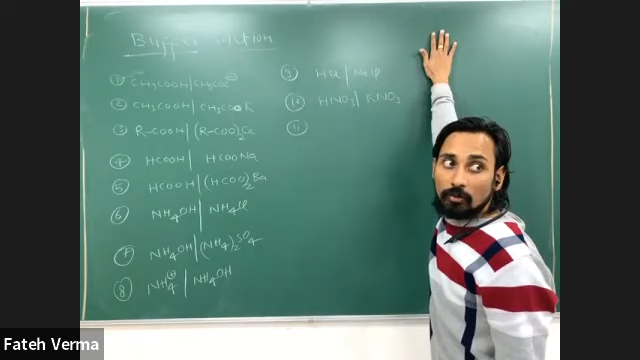 Buffer solution
① CH3COOH | CH3COO⊖
② CH3COOH | CH3COOK
③ R-COOH | (R-COO)2Ca
④ HCOOH | HCOONa
⑤ HCOOH | (HCOO)2Ba
⑥ NH4OH | NH4Cl
⑦ NH4OH | (NH4)2SO4
⑧ NH4⊕ | NH4OH
⑨ HCl | NaCl
⑩ HNO3 | KNO3
⑪
Fateh Verma